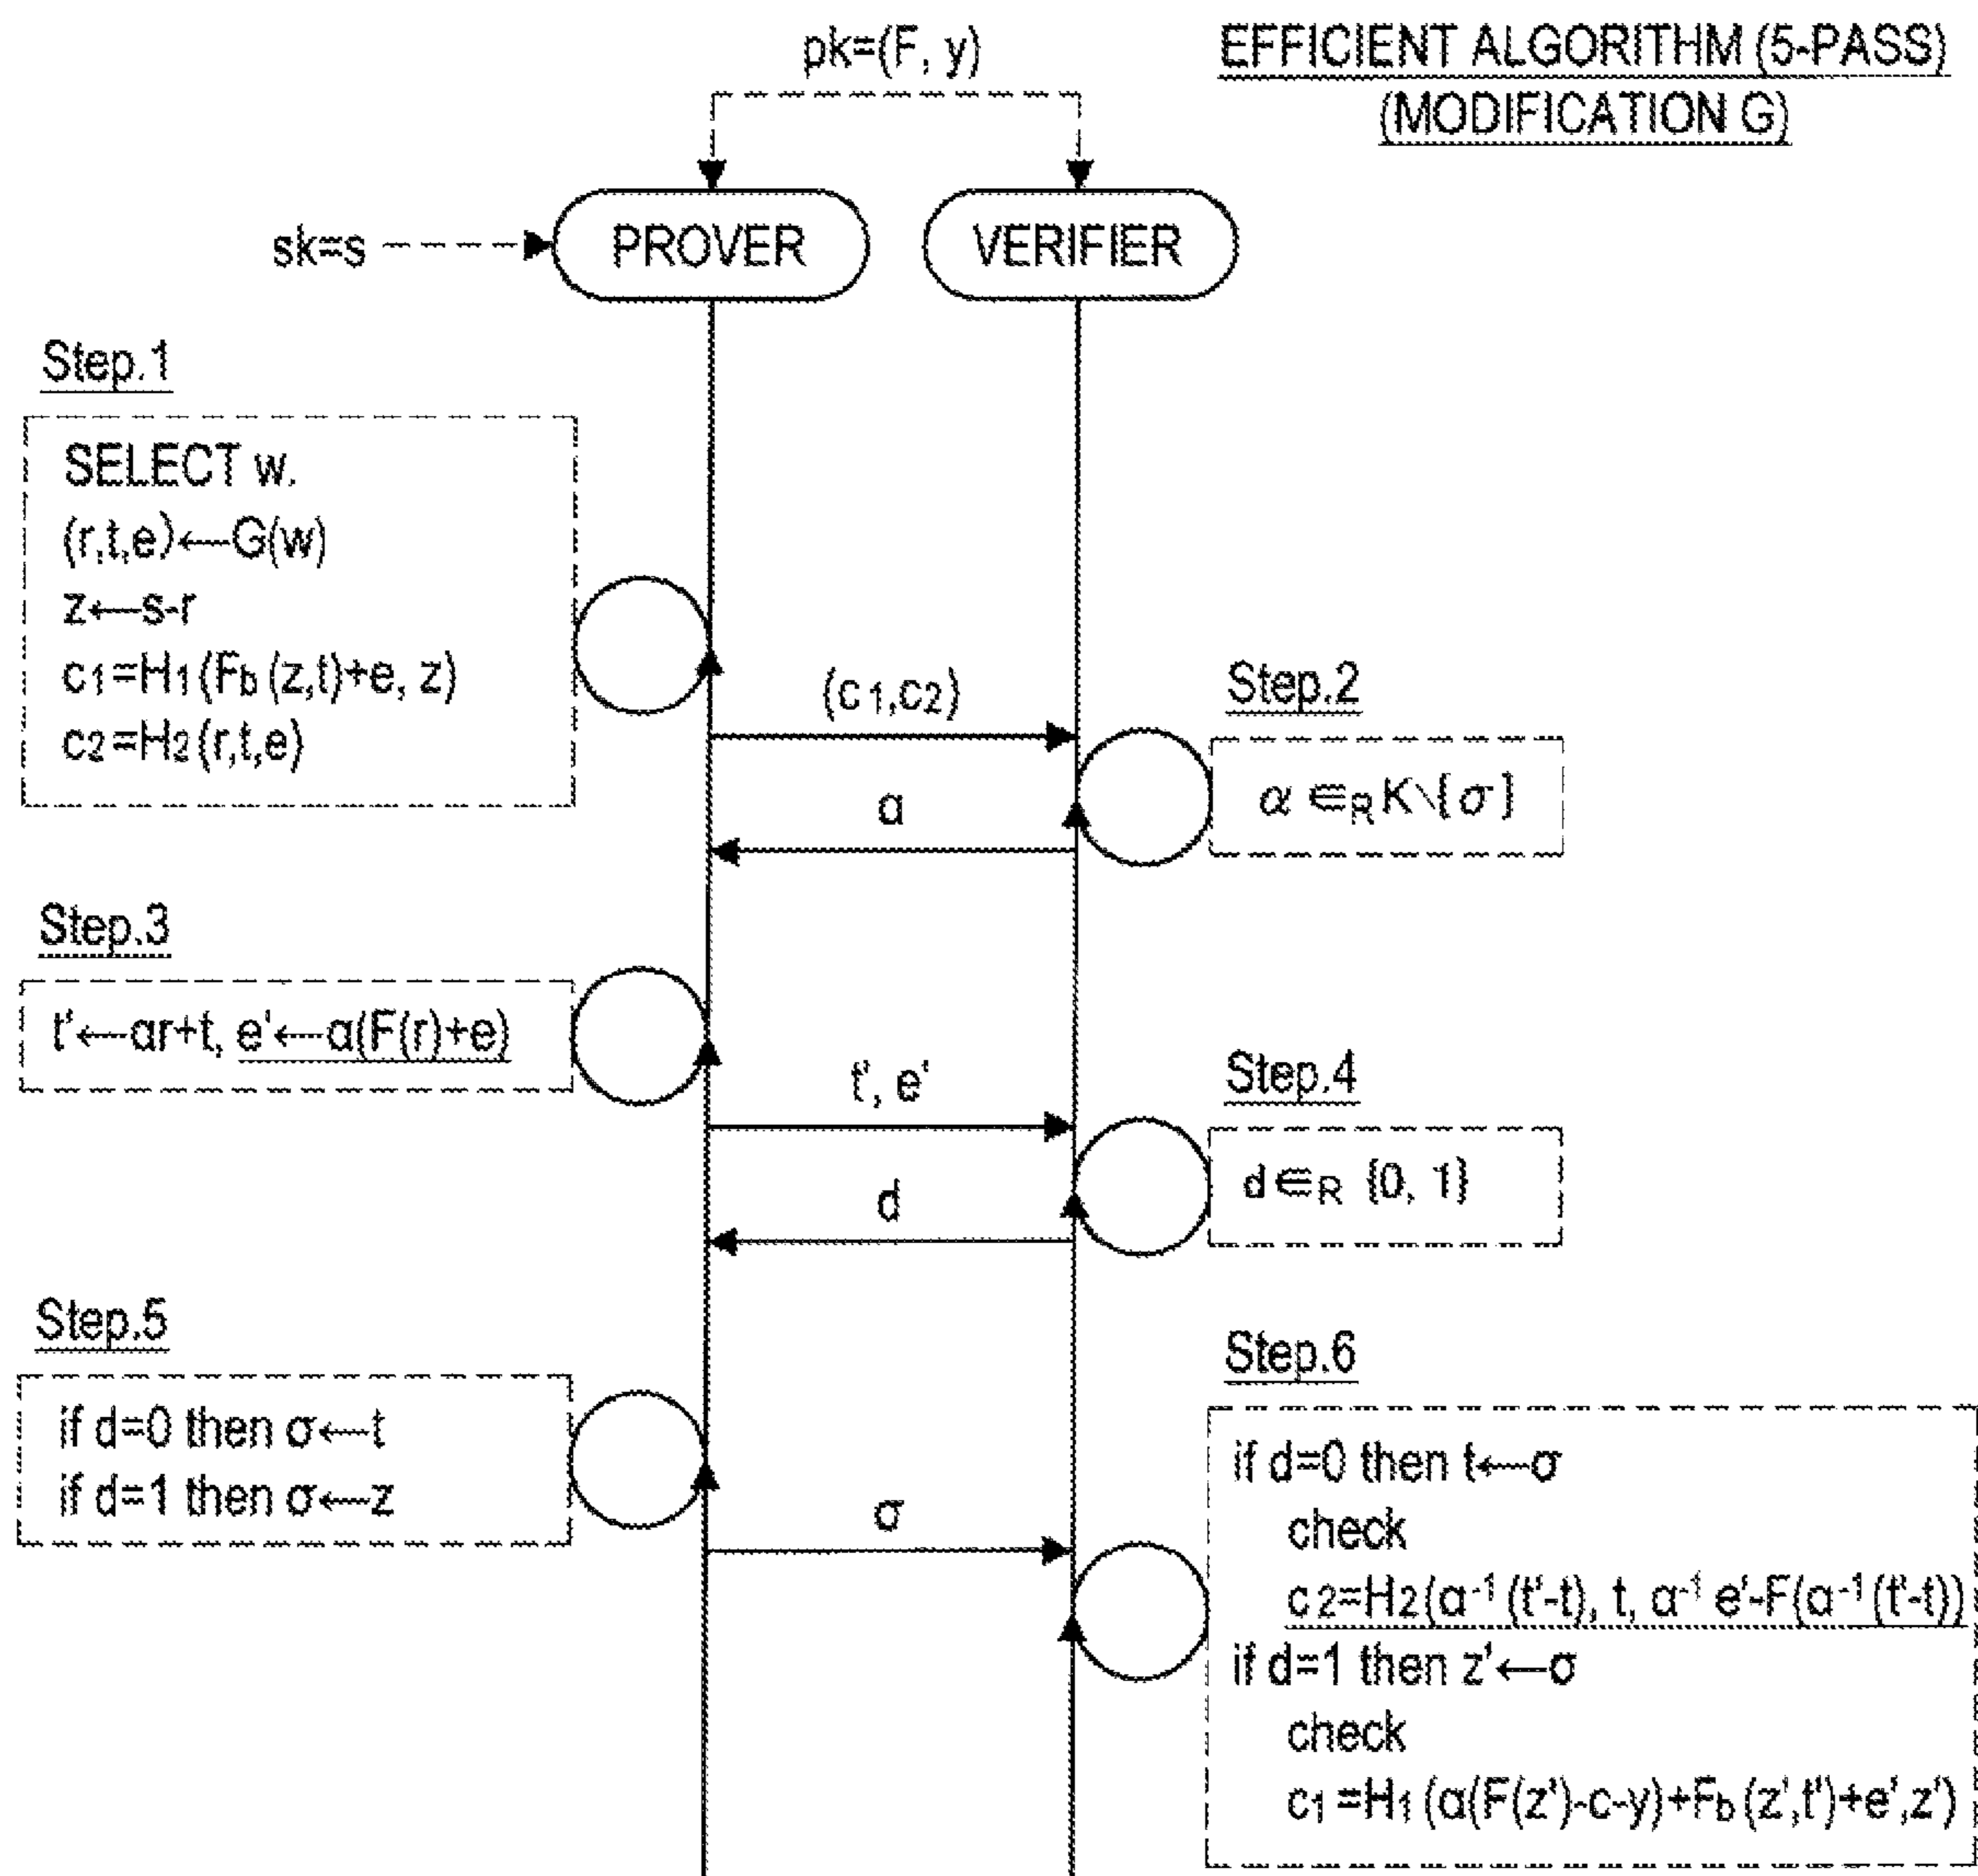 pk=(F, y)
EFFICIENT ALGORITHM (5-PASS)
(MODIFICATION G)
sk=s
PROVER
VERIFIER
Step.1
SELECT w.
(r,t,e)←G(w)
z←s-r
c1=H1(Fb(z,t)+e, z)
c2=H2(r,t,e)
(c1,c2)
Step.2
α ∈R K\{σ}
α
Step.3
t'←αr+t, e'←α(F(r)+e)
t', e'
Step.4
d∈R {0, 1}
d
Step.5
if d=0 then σ←t
if d=1 then σ←z
σ
Step.6
if d=0 then t←σ
check
c2=H2(α-1(t'-t), t, α-1 e'-F(α-1(t'-t))
if d=1 then z'←σ
check
c1=H1(α(F(z')-c-y)+Fb(z',t')+e',z')